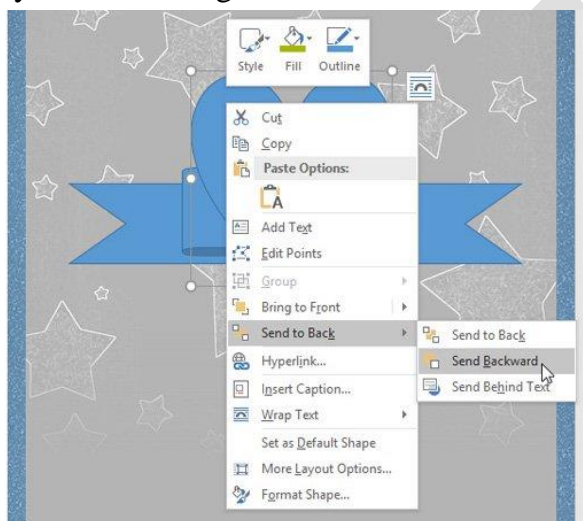 Style Fill Outline
Cut
Copy
Paste Options:
Add Text
Edit Points
Group
Bring to Front
Send to Back
Send to Back
Send Backward
Send Behind Text
Hyperlink...
Insert Caption...
Wrap Text
Set as Default Shape
More Layout Options...
Format Shape...